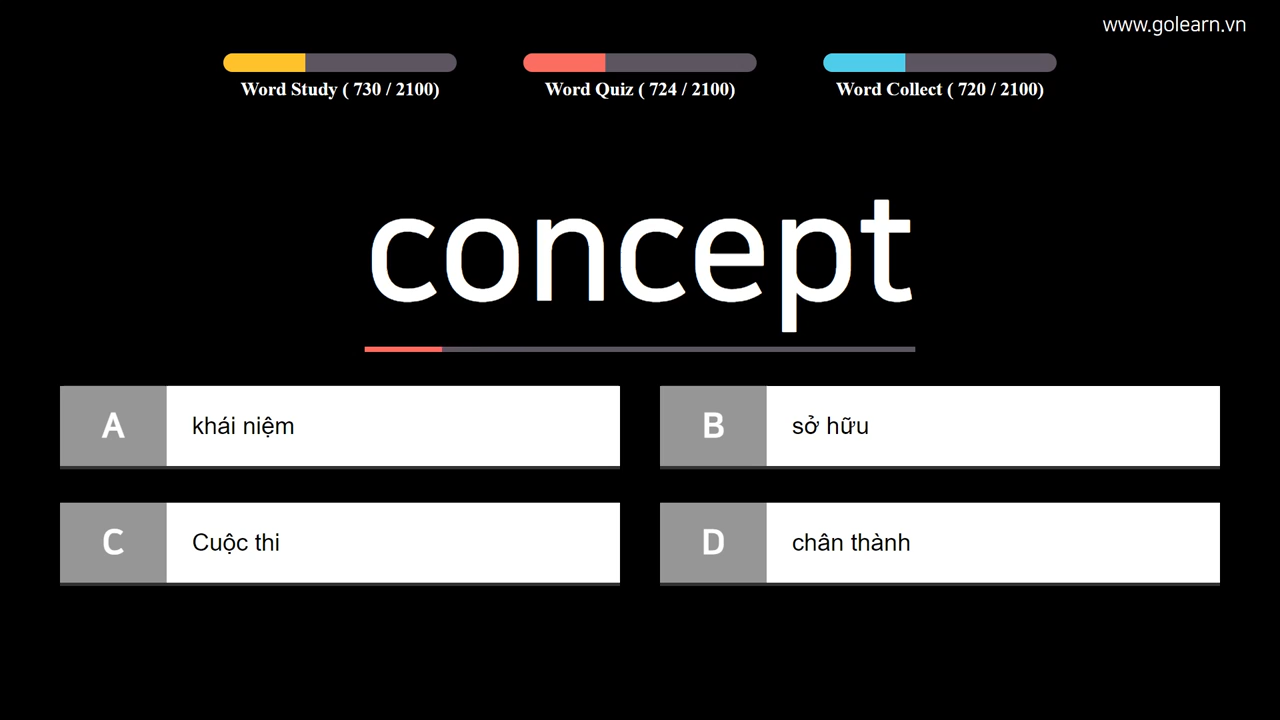 www.golearn.vn
Word Study ( 730 / 2100)
Word Quiz ( 724 / 2100)
Word Collect ( 720 / 2100)
concept
A khái niệm
B sở hữu
C Cuộc thi
D chân thành